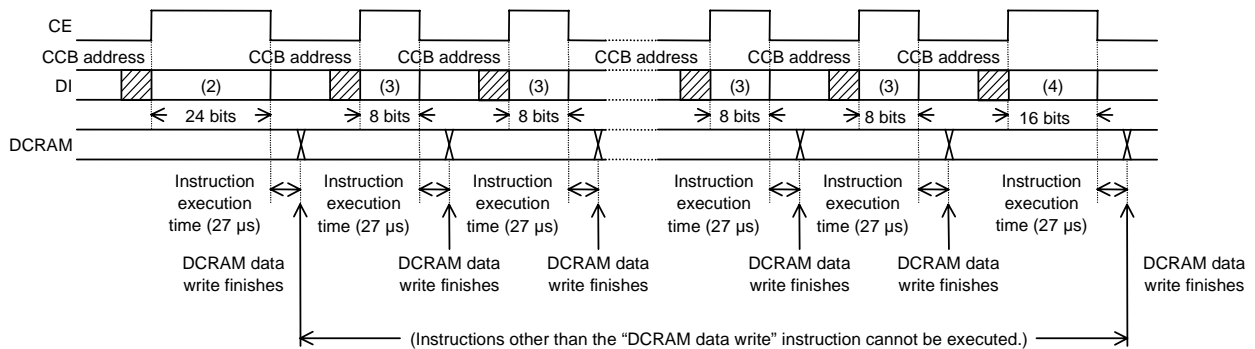 CE
CCB address CCB address CCB address CCB address CCB address CCB address
DI (2) (3) (3) (3) (3) (4)
24 bits 8 bits 8 bits 8 bits 8 bits 16 bits
DCRAM
Instruction Instruction Instruction Instruction Instruction Instruction
execution execution execution execution execution execution
time (27 µs) time (27 µs) time (27 µs) time (27 µs) time (27 µs) time (27 µs)
DCRAM data DCRAM data DCRAM data DCRAM data DCRAM data DCRAM data
write finishes write finishes write finishes write finishes write finishes write finishes
(Instructions other than the “DCRAM data write” instruction cannot be executed.)